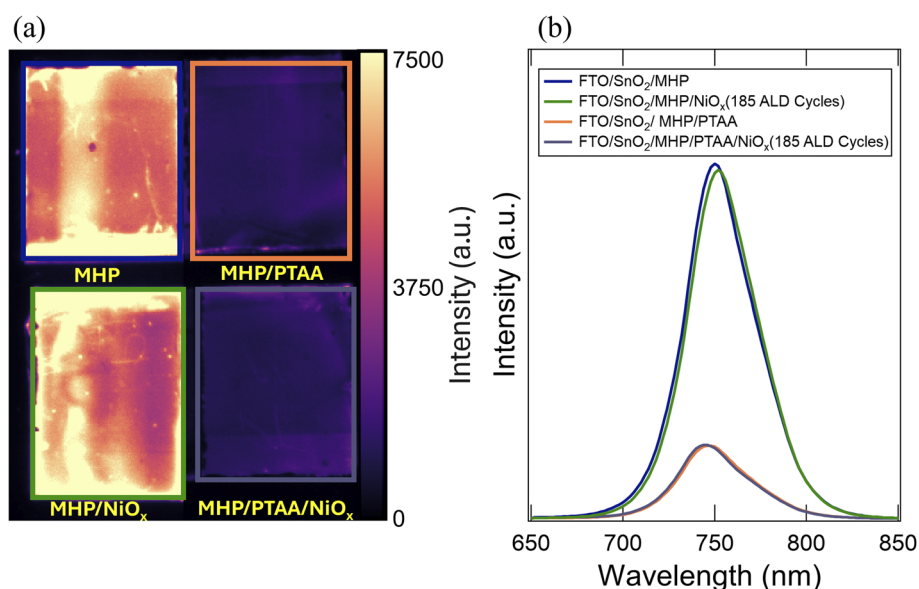 (a)
(b)
7500
3750
0
Intensity (a.u.)
MHP
MHP/PTAA
MHP/NiOₓ
MHP/PTAA/NiOₓ
Intensity (a.u.)
FTO/SnO₂/MHP
FTO/SnO₂/MHP/NiOₓ(185 ALD Cycles)
FTO/SnO₂/ MHP/PTAA
FTO/SnO₂/MHP/PTAA/NiOₓ(185 ALD Cycles)
650
700
750
800
850
Wavelength (nm)